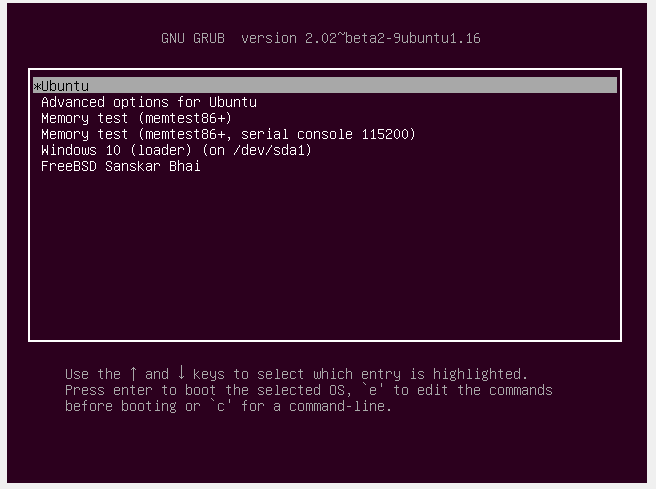 GNU GRUB  version 2.02~beta2-9ubuntu1.16
*Ubuntu
Advanced options for Ubuntu
Memory test (memtest86+)
Memory test (memtest86+, serial console 115200)
Windows 10 (loader) (on /dev/sda1)
FreeBSD Sanskar Bhai
Use the ↑ and ↓ keys to select which entry is highlighted.
Press enter to boot the selected OS, `e' to edit the commands
before booting or `c' for a command-line.